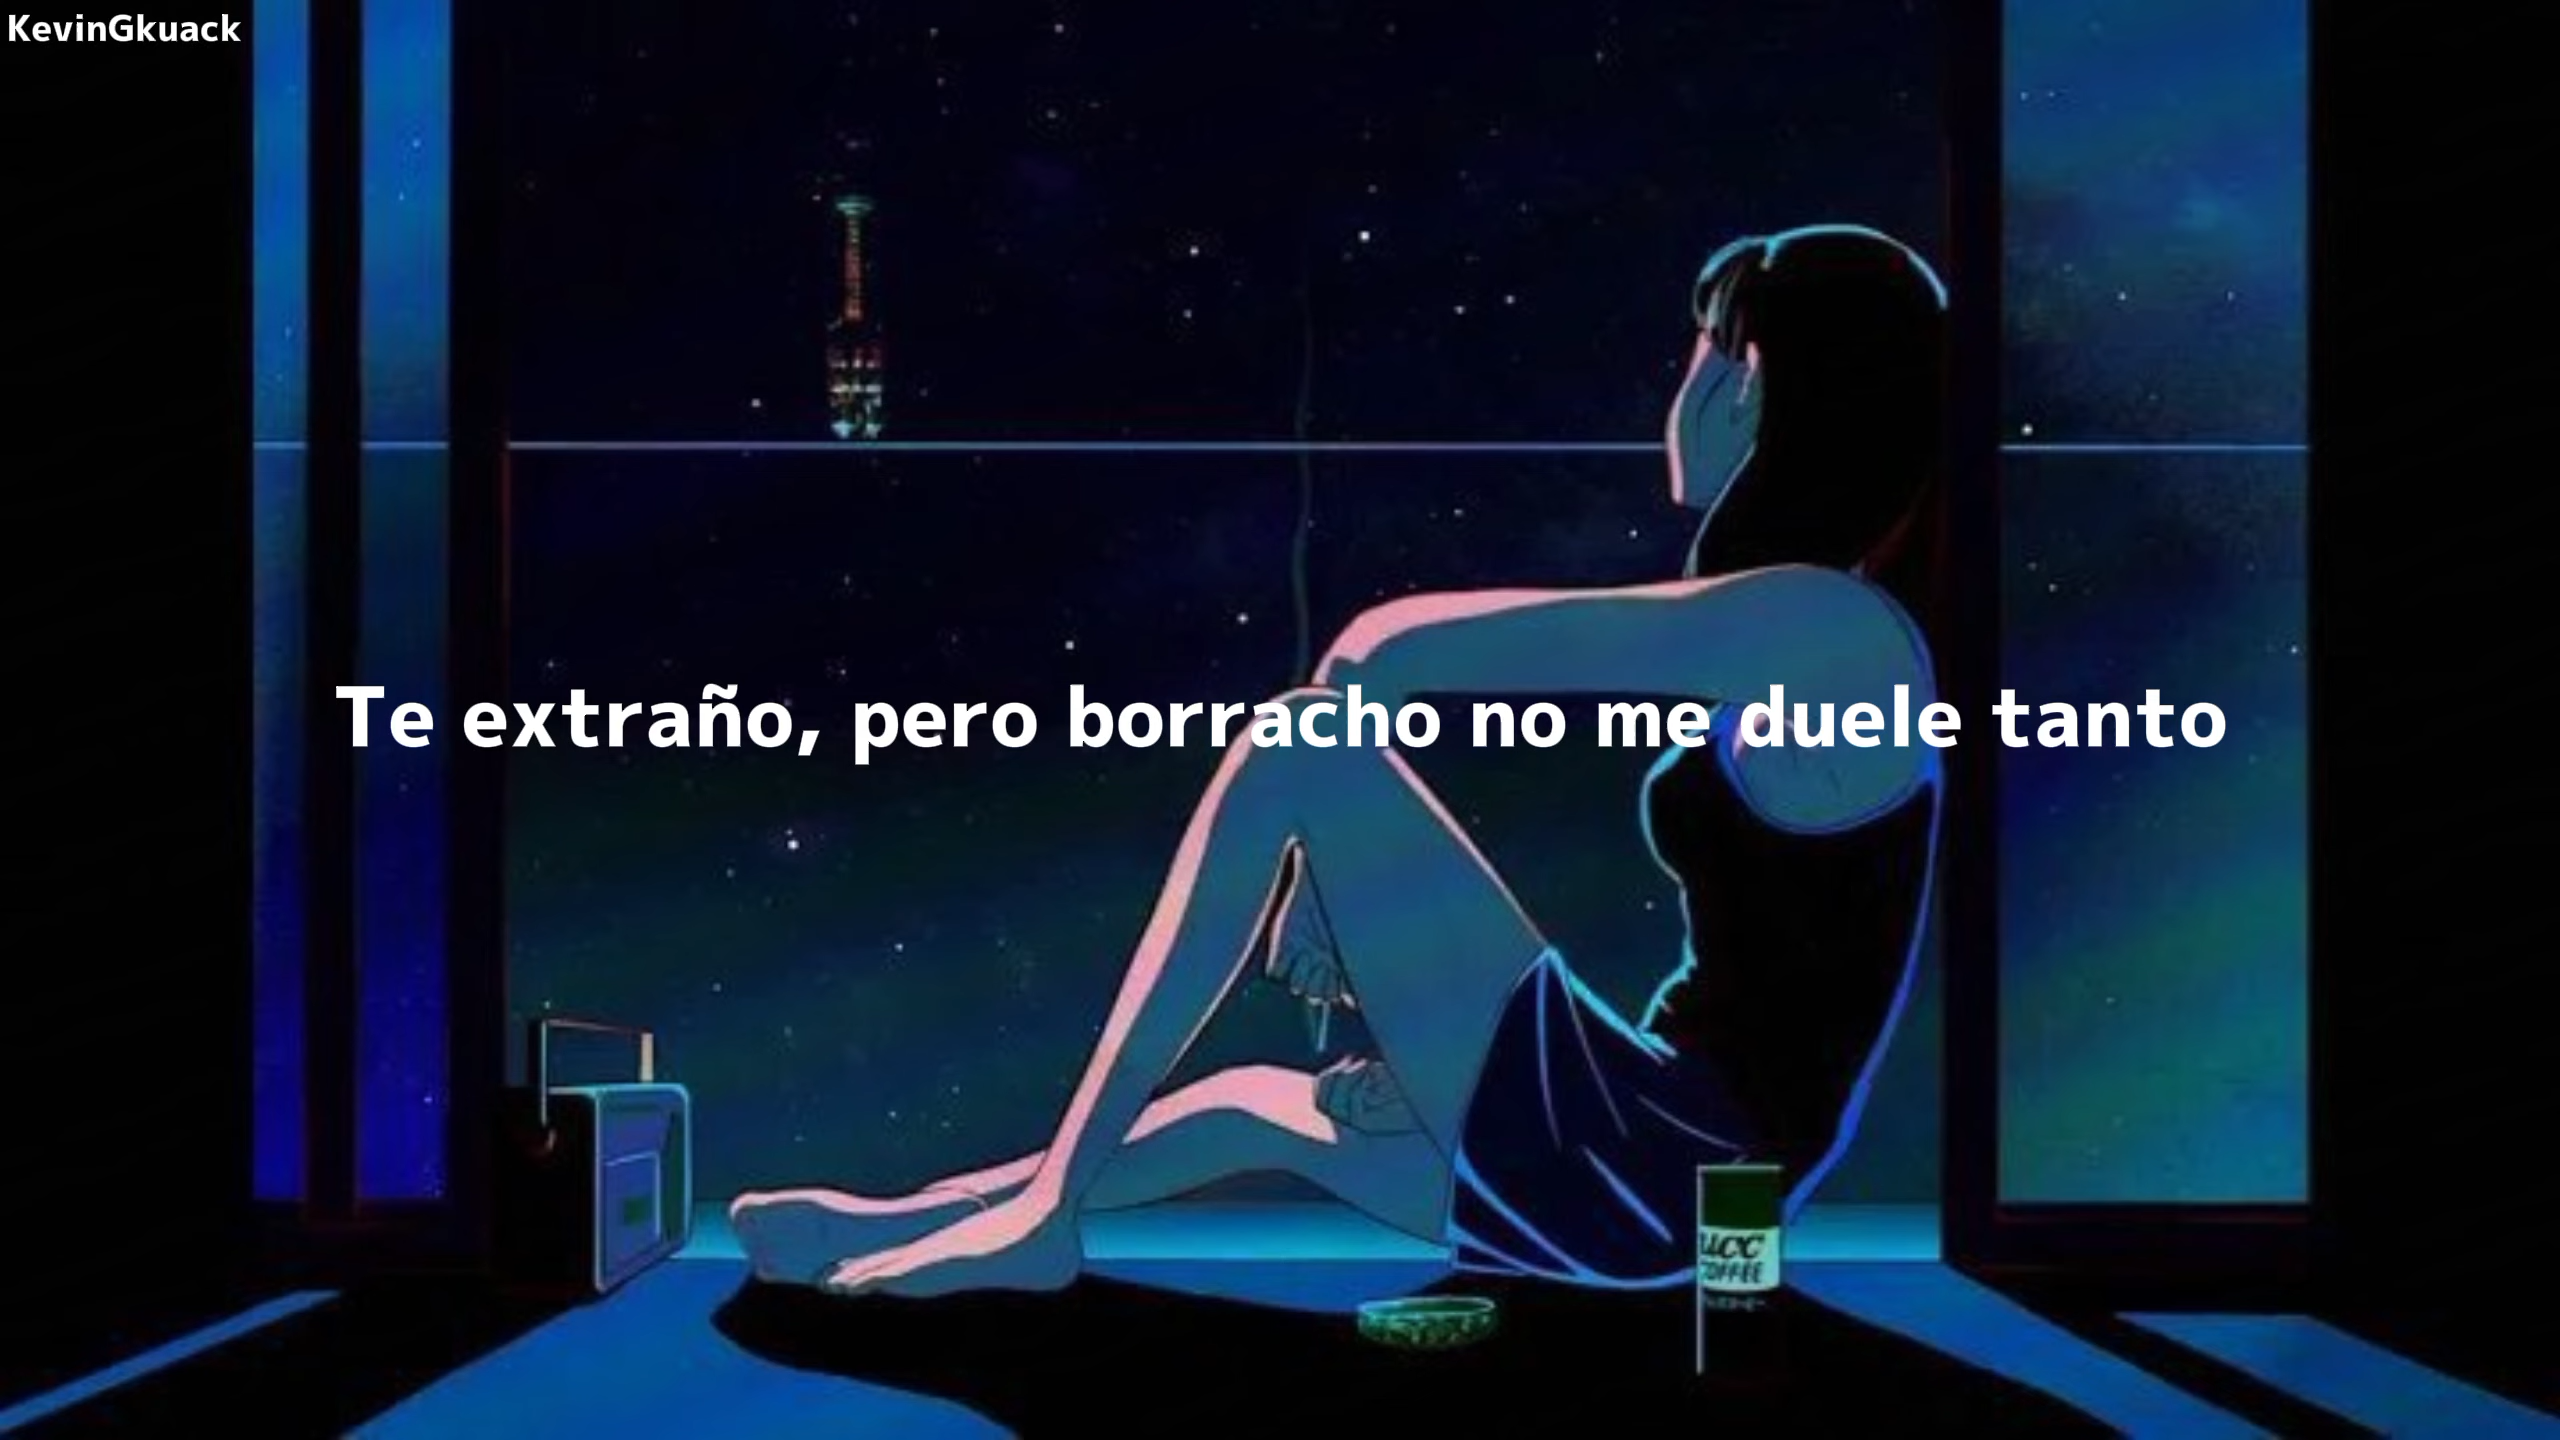 KevinGkuack
Te extraño, pero borracho no me duele tanto
UCC
COFFEE